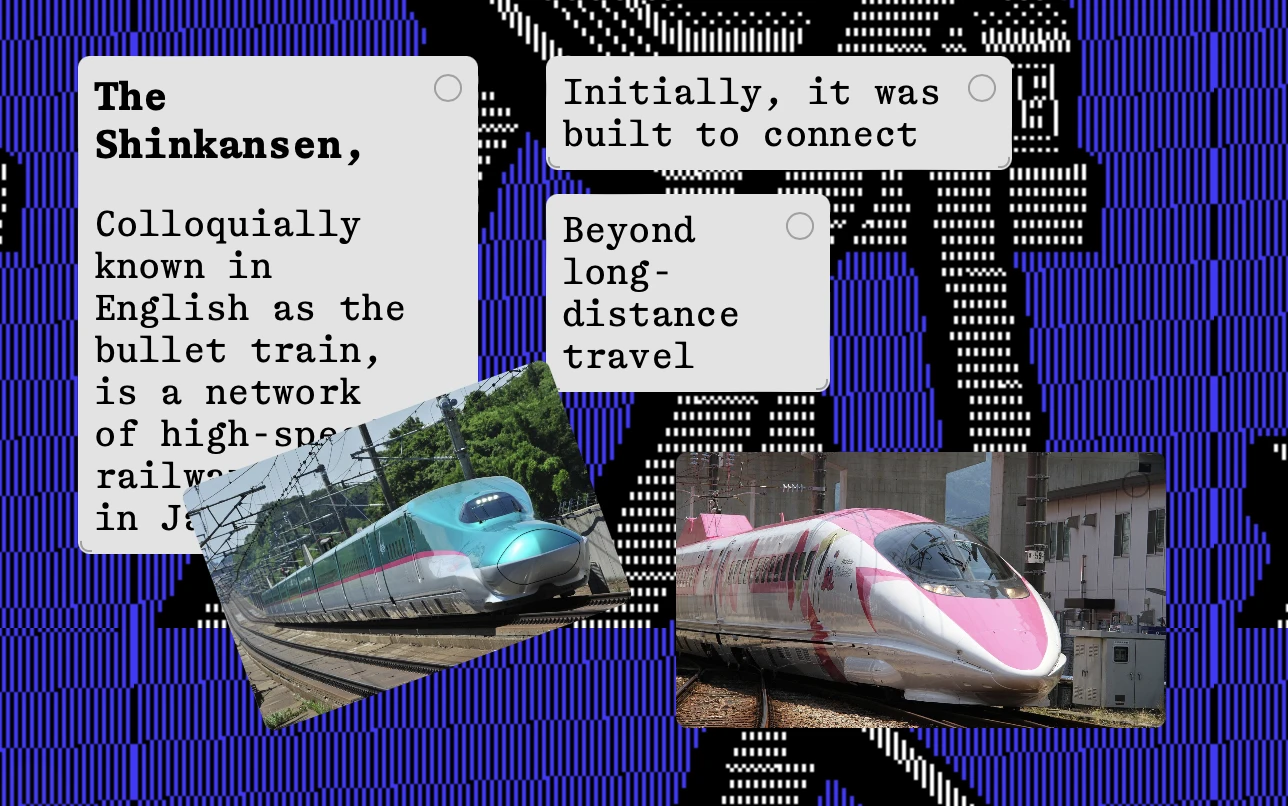 The
Shinkansen,
Colloquially
known in
English as the
bullet train,
is a network
of
in
Initially, it was
built to connect
Beyond
long-
distance
travel